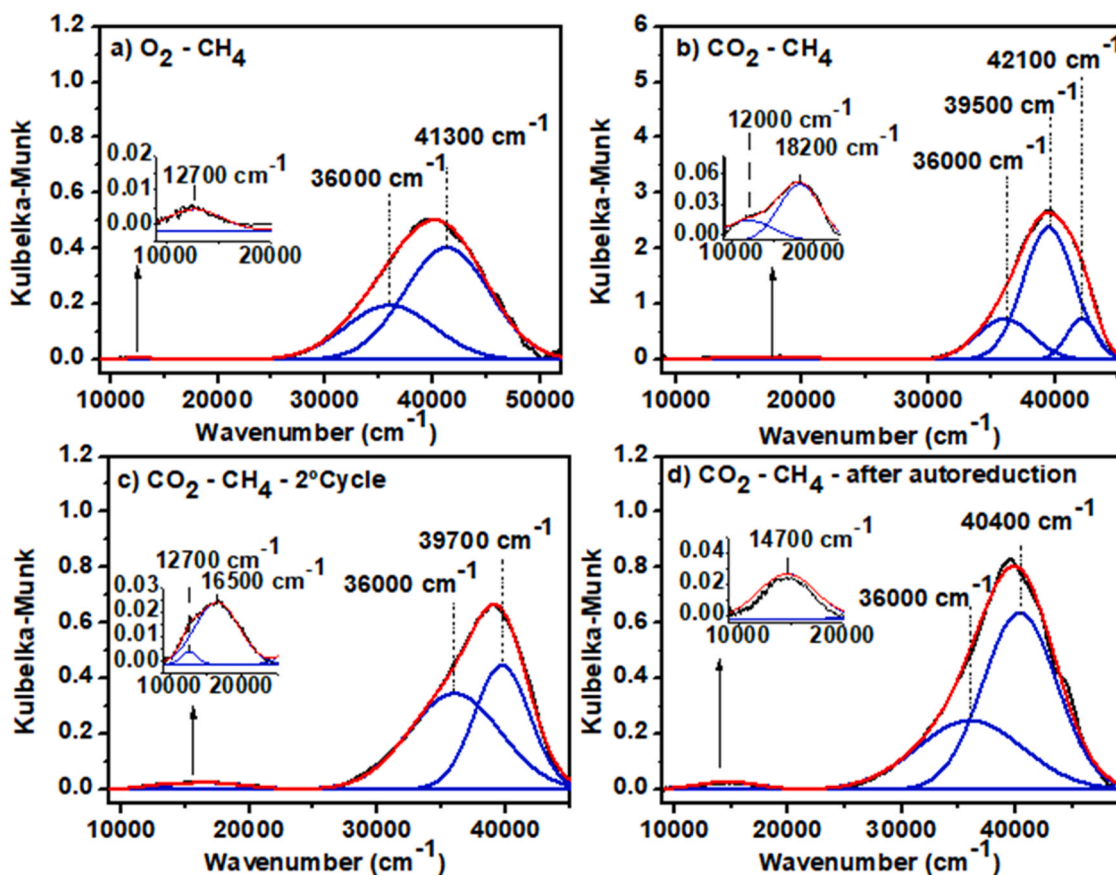 a) O2 - CH4
Kulbelka-Munk
1.2
1.0
0.8
0.6
0.4
0.2
0.0
41300 cm-1
36000 cm-1
0.02
0.01
0.00
12700 cm-1
10000 20000
10000 20000 30000 40000 50000
Wavenumber (cm-1)
b) CO2 - CH4
Kulbelka-Munk
6
5
4
3
2
1
0
42100 cm-1
39500 cm-1
36000 cm-1
12000 cm-1
18200 cm-1
0.06
0.03
0.00
10000 20000
10000 20000 30000 40000
Wavenumber (cm-1)
c) CO2 - CH4 - 2ºCycle
Kulbelka-Munk
1.2
1.0
0.8
0.6
0.4
0.2
0.0
39700 cm-1
36000 cm-1
12700 cm-1
16500 cm-1
0.03
0.02
0.01
0.00
10000 20000
10000 20000 30000 40000
Wavenumber (cm-1)
d) CO2 - CH4 - after autoreduction
Kulbelka-Munk
1.2
1.0
0.8
0.6
0.4
0.2
0.0
40400 cm-1
36000 cm-1
14700 cm-1
0.04
0.02
0.00
10000 20000
10000 20000 30000 40000
Wavenumber (cm-1)